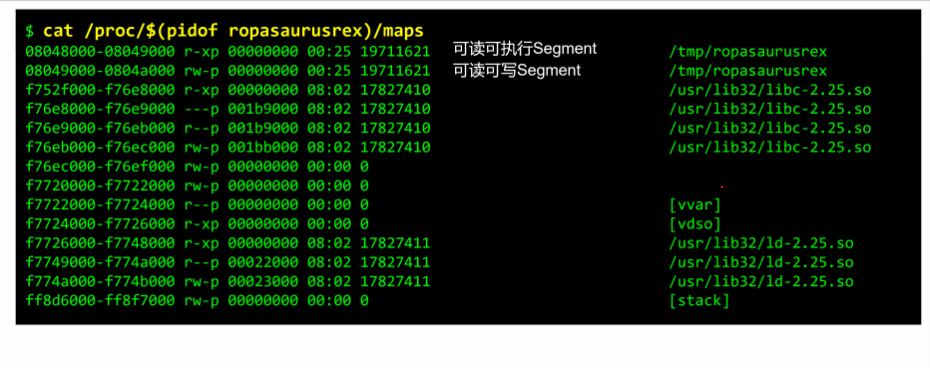 $ cat /proc/$(pidof ropasaurusrex)/maps
08048000-08049000 r-xp 00000000 00:25 19711621 可读可执行Segment /tmp/ropasaurusrex
08049000-0804a000 rw-p 00000000 00:25 19711621 可读可写Segment /tmp/ropasaurusrex
f752f000-f76e8000 r-xp 00000000 08:02 17827410 /usr/lib32/libc-2.25.so
f76e8000-f76e9000 ---p 001b9000 08:02 17827410 /usr/lib32/libc-2.25.so
f76e9000-f76eb000 r--p 001b9000 08:02 17827410 /usr/lib32/libc-2.25.so
f76eb000-f76ec000 rw-p 001bb000 08:02 17827410 /usr/lib32/libc-2.25.so
f76ec000-f76ef000 rw-p 00000000 00:00 0
f7720000-f7722000 rw-p 00000000 00:00 0
f7722000-f7724000 r--p 00000000 00:00 0 [vvar]
f7724000-f7726000 r-xp 00000000 00:00 0 [vdso]
f7726000-f7748000 r-xp 00000000 08:02 17827411 /usr/lib32/ld-2.25.so
f7749000-f774a000 r--p 00022000 08:02 17827411 /usr/lib32/ld-2.25.so
f774a000-f774b000 rw-p 00023000 08:02 17827411 /usr/lib32/ld-2.25.so
ff8d6000-ff8f7000 rw-p 00000000 00:00 0 [stack]